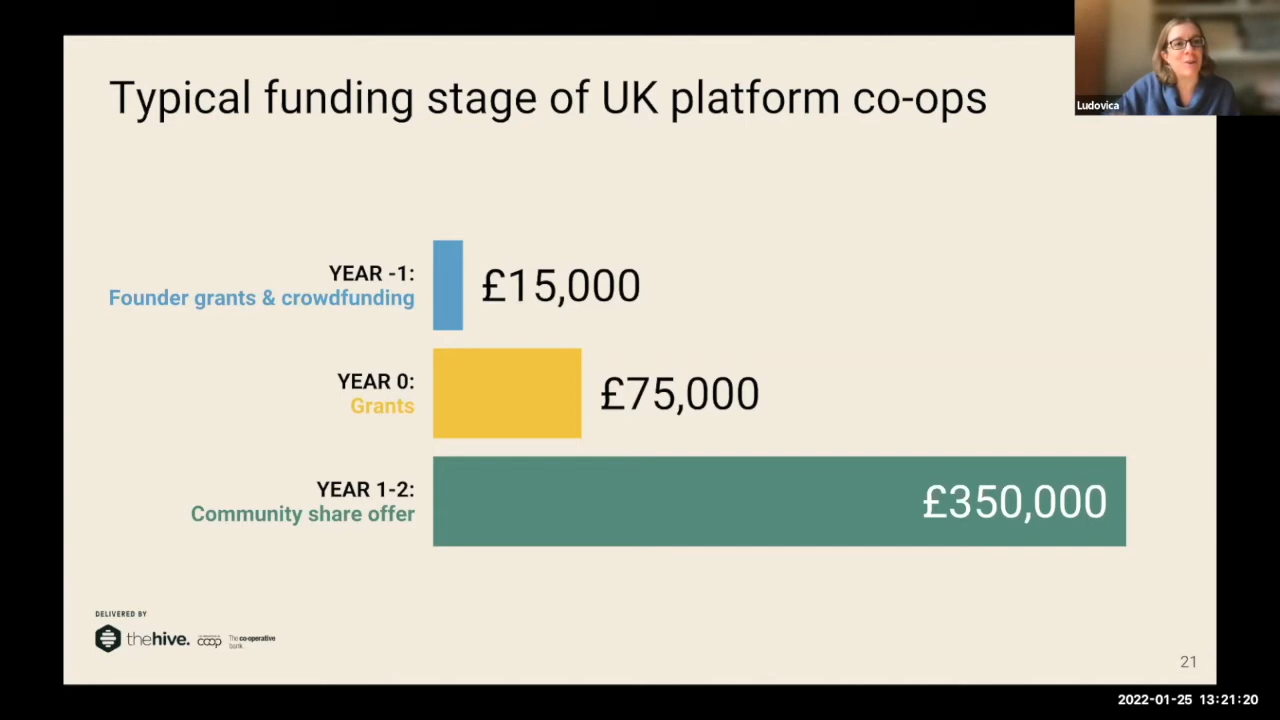 Typical funding stage of UK platform co-ops
Ludovica
YEAR -1:
Founder grants & crowdfunding
£15,000
YEAR 0:
Grants
£75,000
YEAR 1-2:
Community share offer
£350,000
DELIVERED BY
thehive.
coop
The co-operative
bank
21
2022-01-25 13:21:20